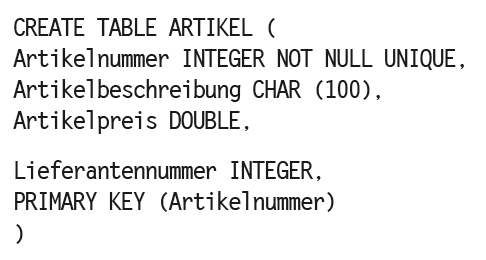 CREATE TABLE ARTIKEL (
Artikelnummer INTEGER NOT NULL UNIQUE,
Artikelbeschreibung CHAR (100),
Artikelpreis DOUBLE,
Lieferantennummer INTEGER,
PRIMARY KEY (Artikelnummer)
)